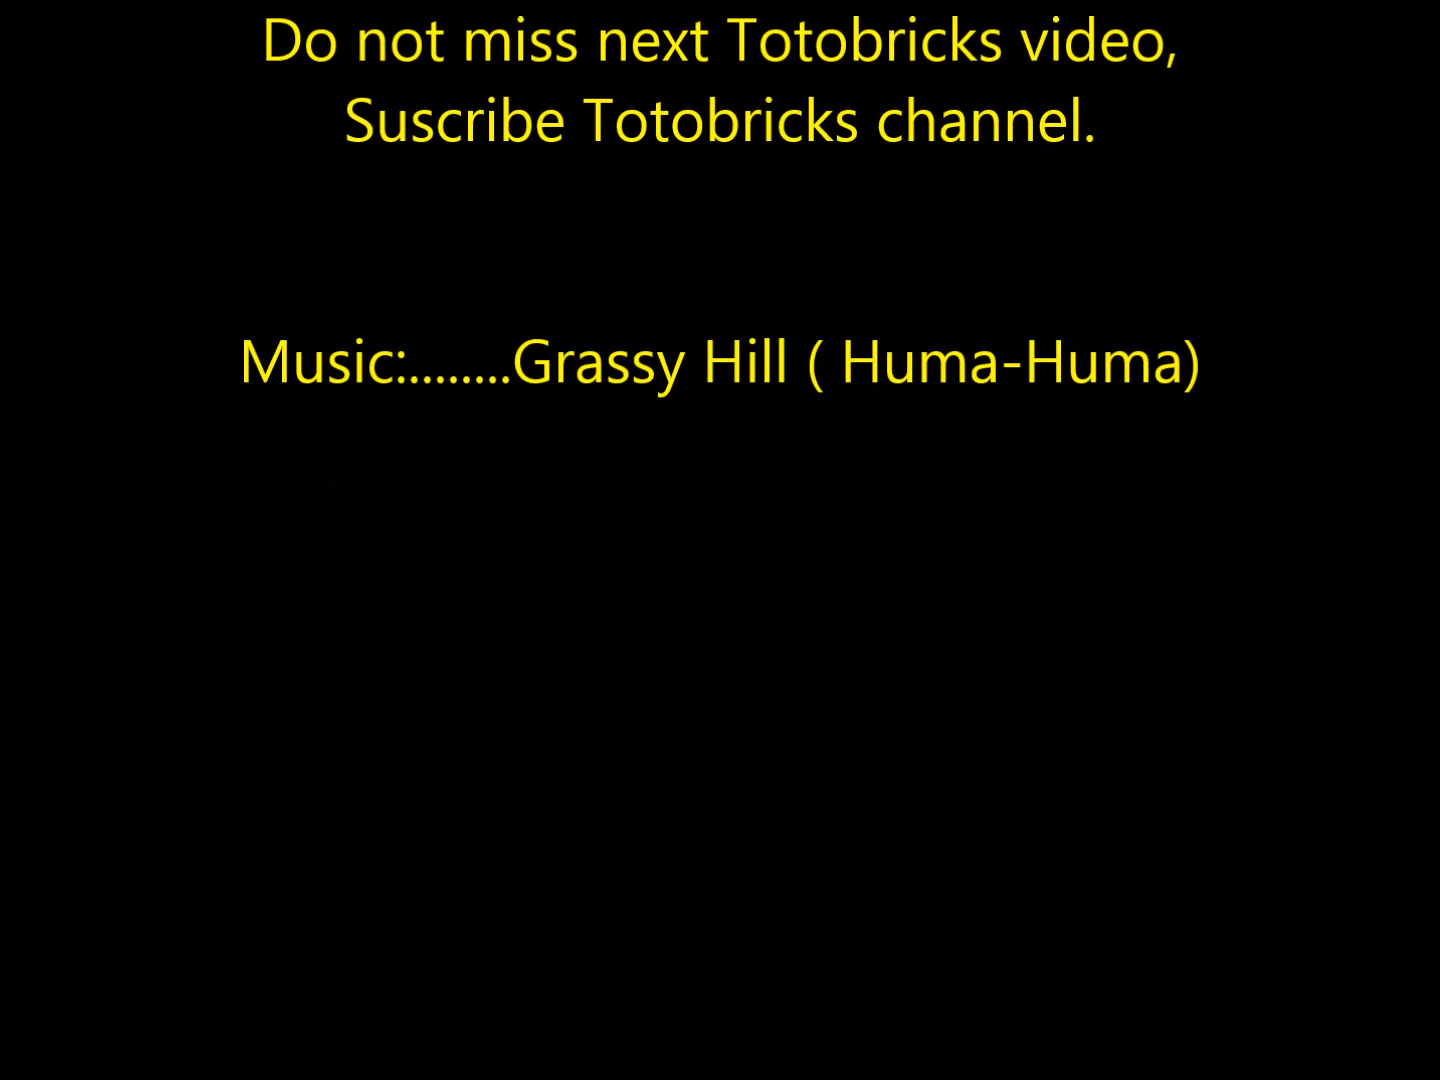 Do not miss next Totobricks video,
Suscribe Totobricks channel.
Music:........Grassy Hill ( Huma-Huma)